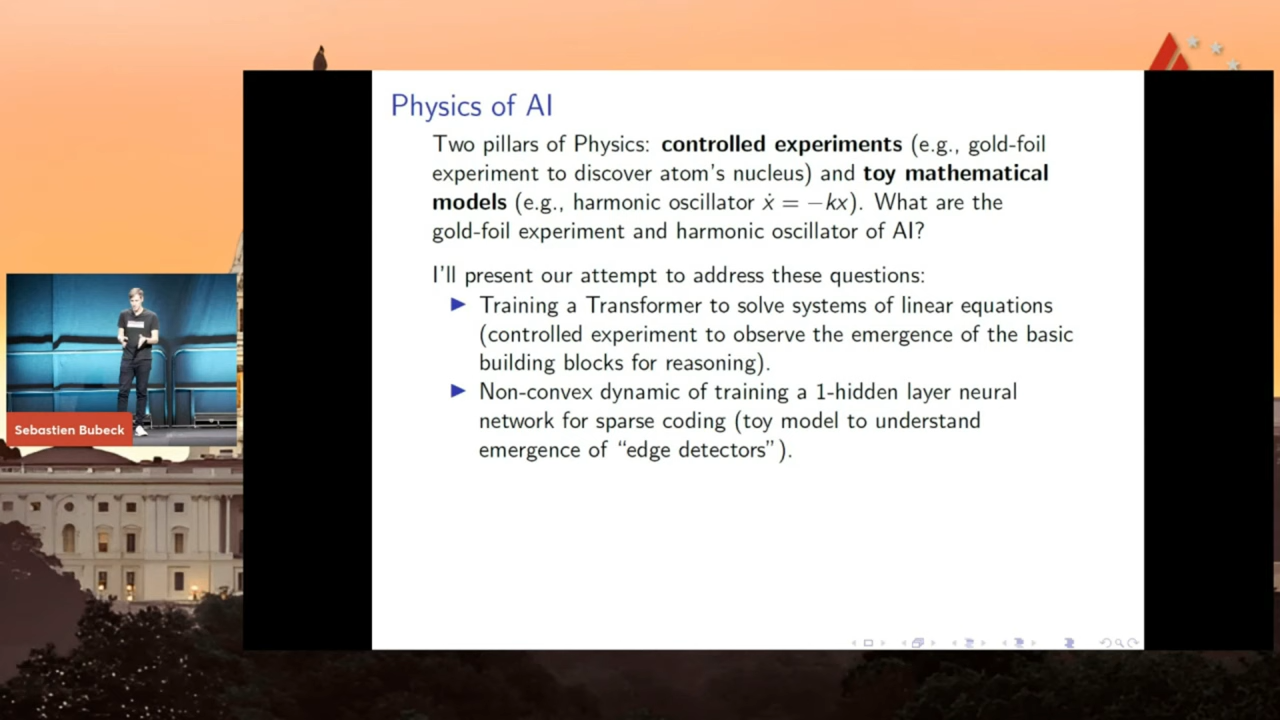 Physics of AI
Two pillars of Physics: controlled experiments (e.g., gold-foil
experiment to discover atom's nucleus) and toy mathematical
models (e.g., harmonic oscillator ẋ = −kx). What are the
gold-foil experiment and harmonic oscillator of AI?
I'll present our attempt to address these questions:
▶ Training a Transformer to solve systems of linear equations
(controlled experiment to observe the emergence of the basic
building blocks for reasoning).
▶ Non-convex dynamic of training a 1-hidden layer neural
network for sparse coding (toy model to understand
emergence of “edge detectors”).
Sebastien Bubeck